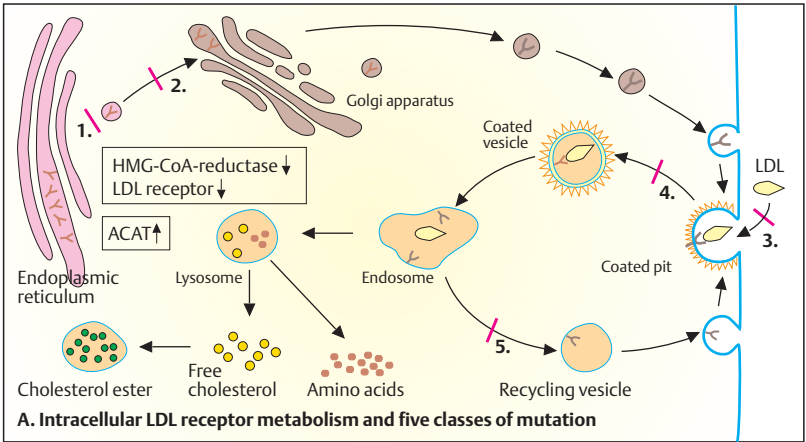 2.
1.
Golgi apparatus
Coated
vesicle
HMG-CoA-reductase ↓
LDL receptor ↓
LDL
4.
ACAT ↑
3.
Endoplasmic
reticulum
Lysosome
Endosome
Coated pit
5.
Cholesterol ester
Free
cholesterol
Amino acids
Recycling vesicle
A. Intracellular LDL receptor metabolism and five classes of mutation